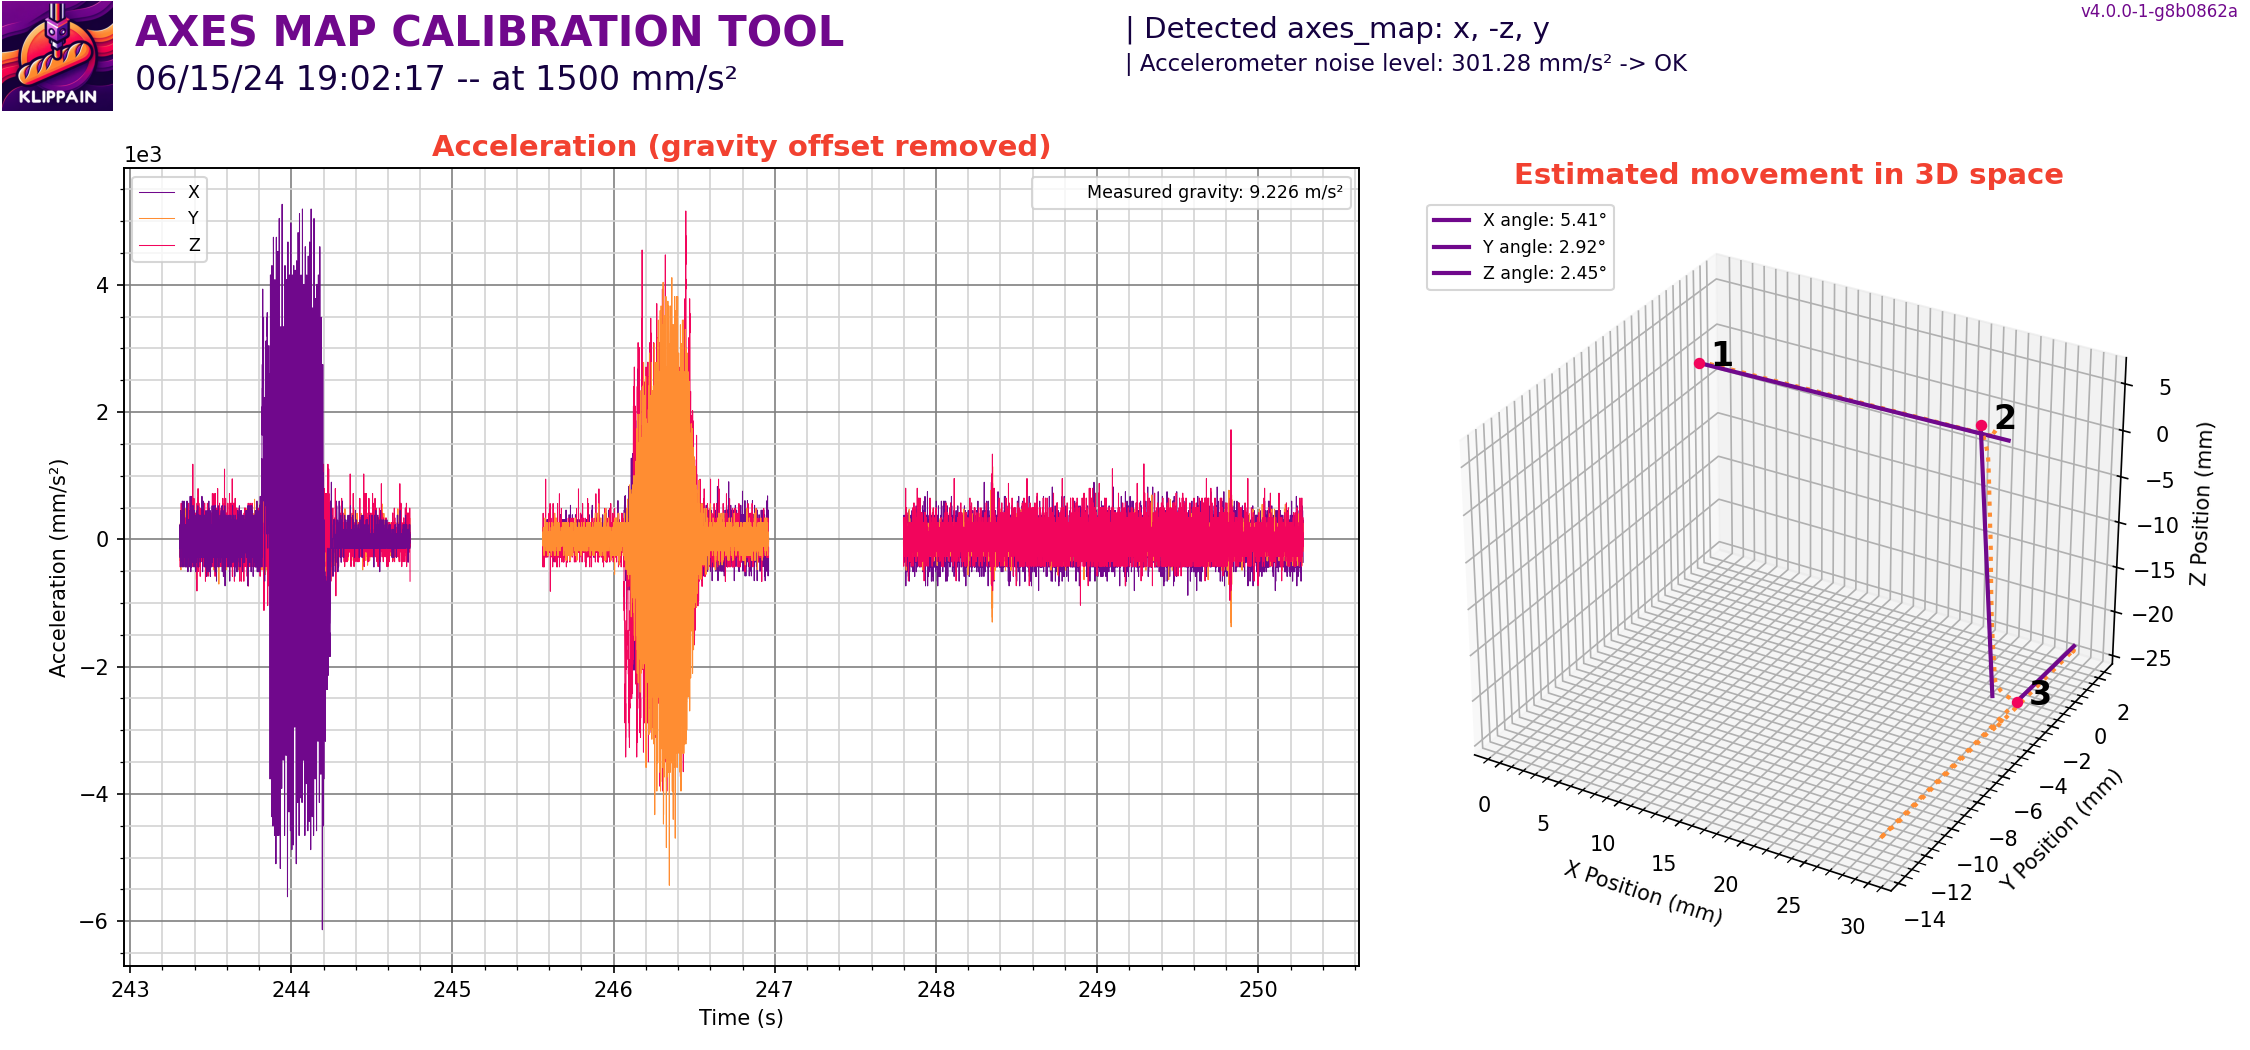 KLIPPAIN
AXES MAP CALIBRATION TOOL
06/15/24 19:02:17 -- at 1500 mm/s²
| Detected axes_map: x, -z, y
| Accelerometer noise level: 301.28 mm/s² -> OK
v4.0.0-1-g8b0862a
Acceleration (gravity offset removed)
1e3
X
Y
Z
Measured gravity: 9.226 m/s²
4
2
0
−2
−4
−6
Acceleration (mm/s²)
243
244
245
246
247
248
249
250
Time (s)
Estimated movement in 3D space
X angle: 5.41°
Y angle: 2.92°
Z angle: 2.45°
1
2
3
5
0
−5
−10
−15
−20
−25
Z Position (mm)
2
0
−2
−4
−6
−8
−10
−12
−14
Y Position (mm)
0
5
10
15
20
25
30
X Position (mm)